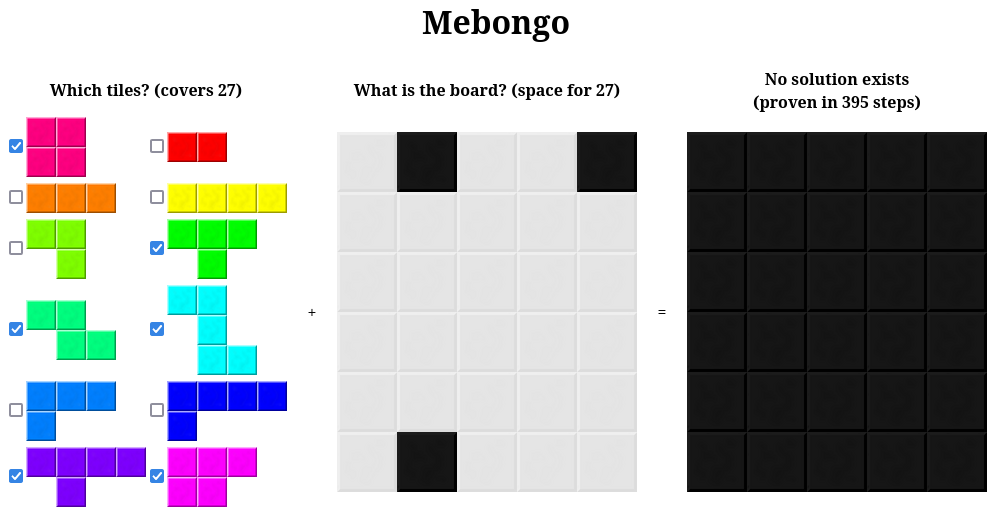 Mebongo
Which tiles? (covers 27)
What is the board? (space for 27)
No solution exists
(proven in 395 steps)
+
=